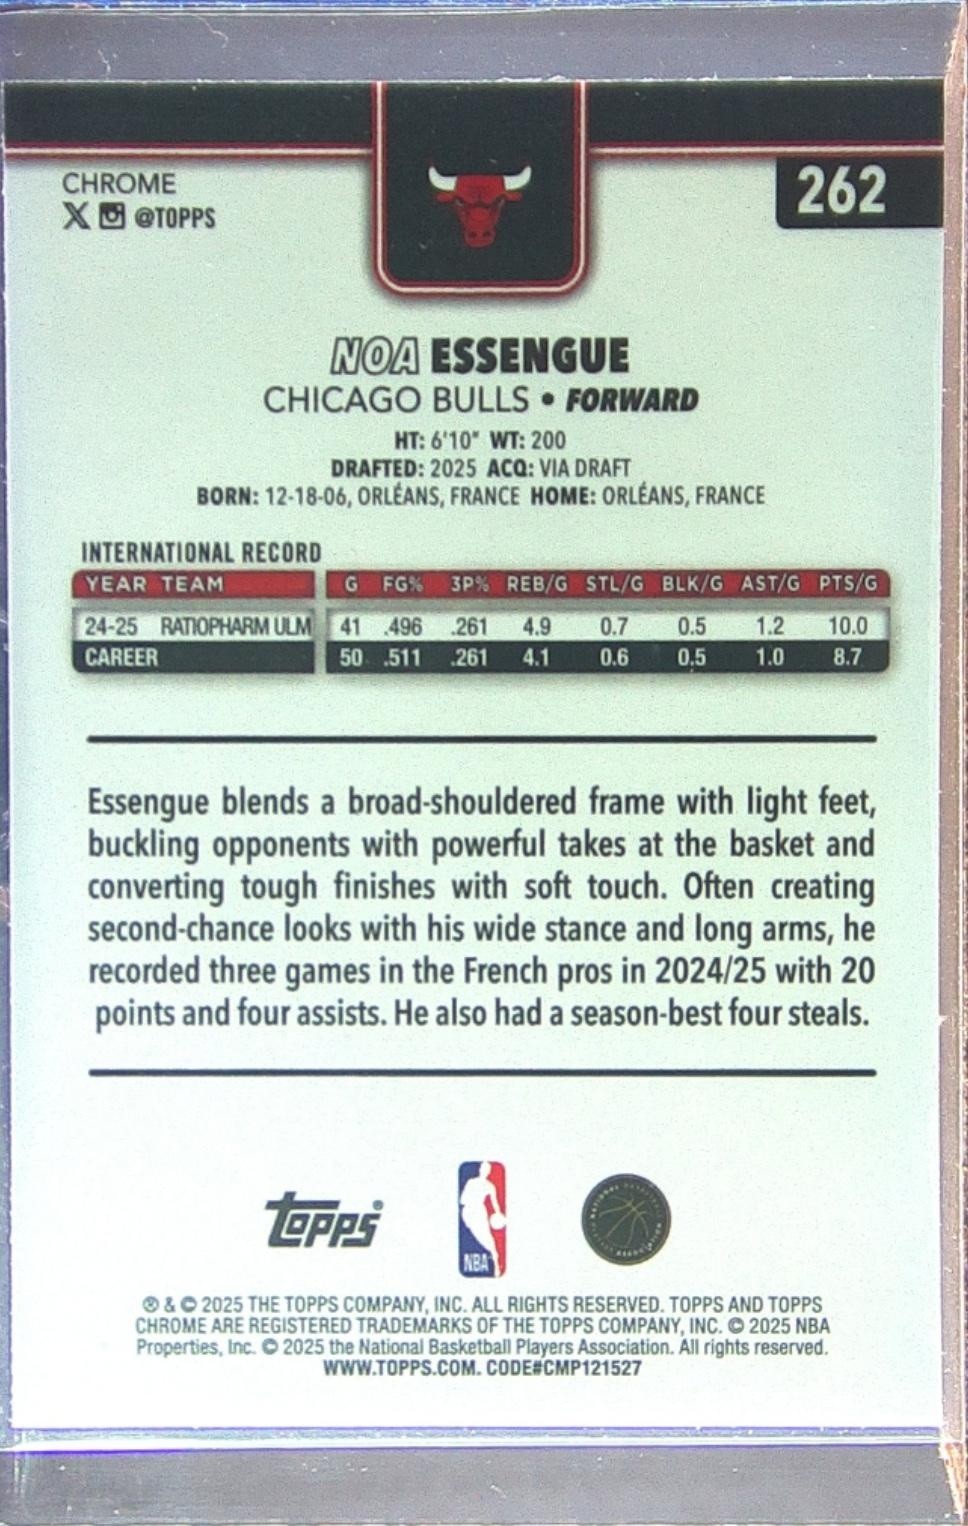 CHROME
262
X @TOPPS
NOA ESSENGUE
CHICAGO BULLS • FORWARD
HT: 6'10" WT: 200
DRAFTED: 2025 ACQ: VIA DRAFT
BORN: 12-18-06, ORLÉANS, FRANCE HOME: ORLÉANS, FRANCE
INTERNATIONAL RECORD
YEAR TEAM G FG% 3P% REB/G STL/G BLK/G AST/G PTS/G
24-25 RATIOPHARM ULM 41 .496 .261 4.9 0.7 0.5 1.2 10.0
CAREER 50 .511 .261 4.1 0.6 0.5 1.0 8.7
Essengue blends a broad-shouldered frame with light feet,
buckling opponents with powerful takes at the basket and
converting tough finishes with soft touch. Often creating
second-chance looks with his wide stance and long arms, he
recorded three games in the French pros in 2024/25 with 20
points and four assists. He also had a season-best four steals.
Topps®
NBA
® & © 2025 THE TOPPS COMPANY, INC. ALL RIGHTS RESERVED. TOPPS AND TOPPS
CHROME ARE REGISTERED TRADEMARKS OF THE TOPPS COMPANY, INC. © 2025 NBA
Properties, Inc. © 2025 the National Basketball Players Association. All rights reserved.
WWW.TOPPS.COM. CODE#CMP121527